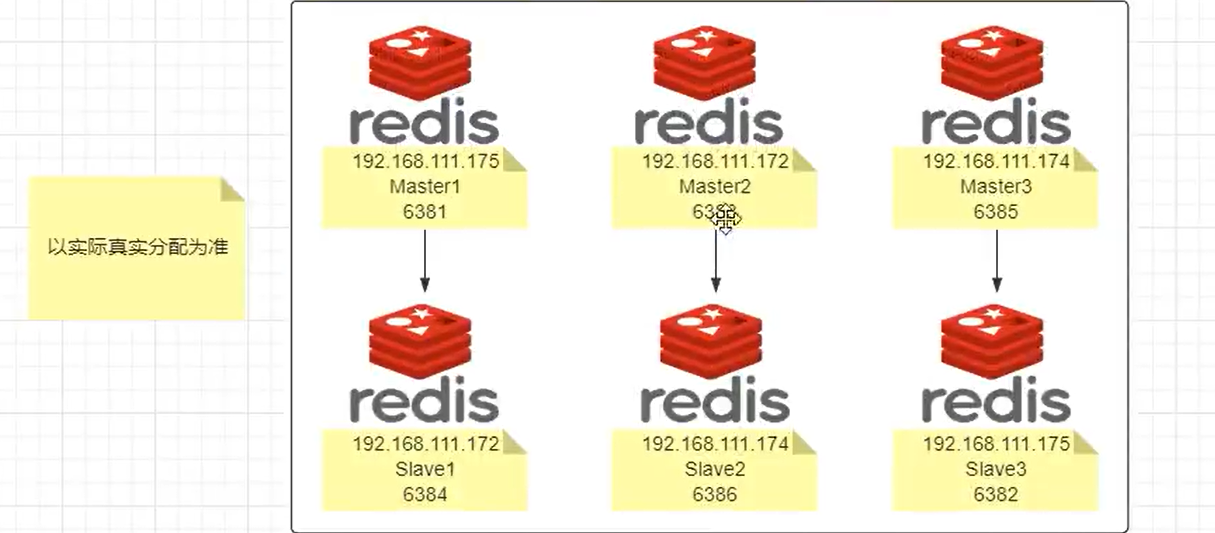 redis
redis
redis
192.168.111.175
Master1
6381
192.168.111.172
Master2
192.168.111.174
Master3
6385
以实际真实分配为准
redis
redis
redis
192.168.111.172
Slave1
6384
192.168.111.174
Slave2
6386
192.168.111.175
Slave3
6382